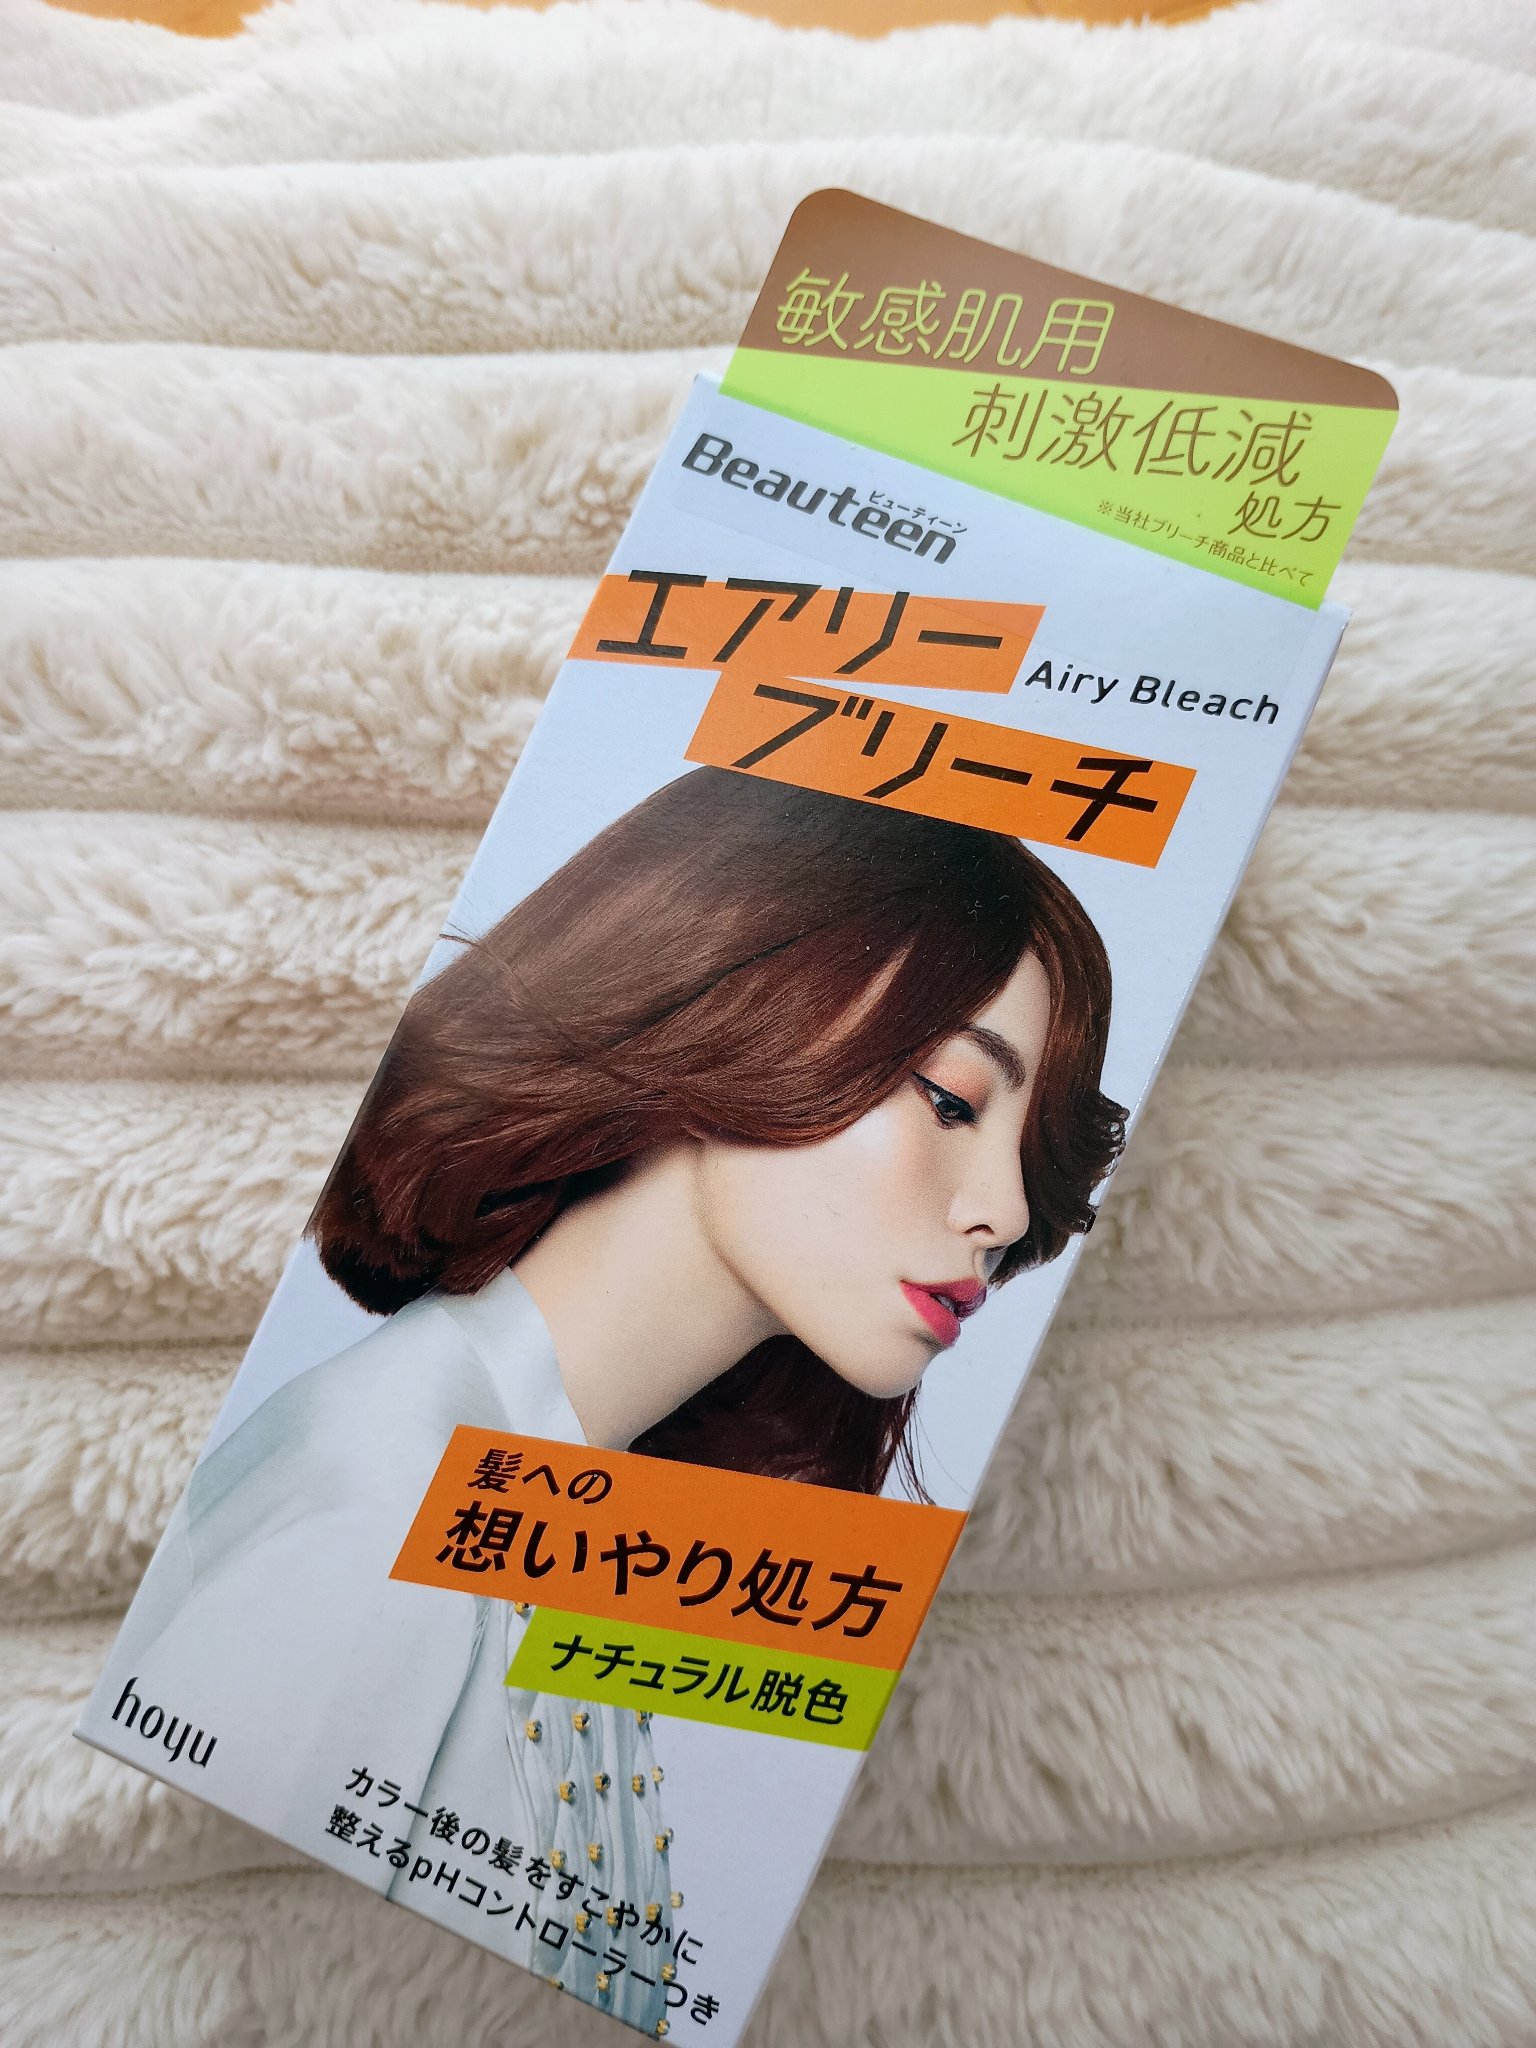 敏感肌用
刺激低減
処方
※当社ブリーチ商品と比べて
ビューティーン
Beauteen
エアリー
Airy Bleach
ブリーチ
髪への
想いやり処方
ナチュラル脱色
hoyu
カラー後の髪をすこやかに
整えるpHコントローラーつき